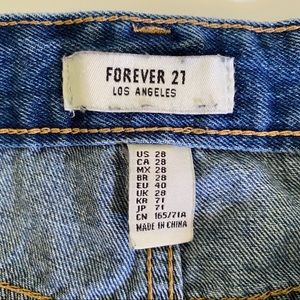 FOREVER 21
LOS ANGELES
US 28
CA 28
MX 28
BR 28
EU 40
UK 28
KR 71
JP 71
CN 165/71A
MADE IN CHINA